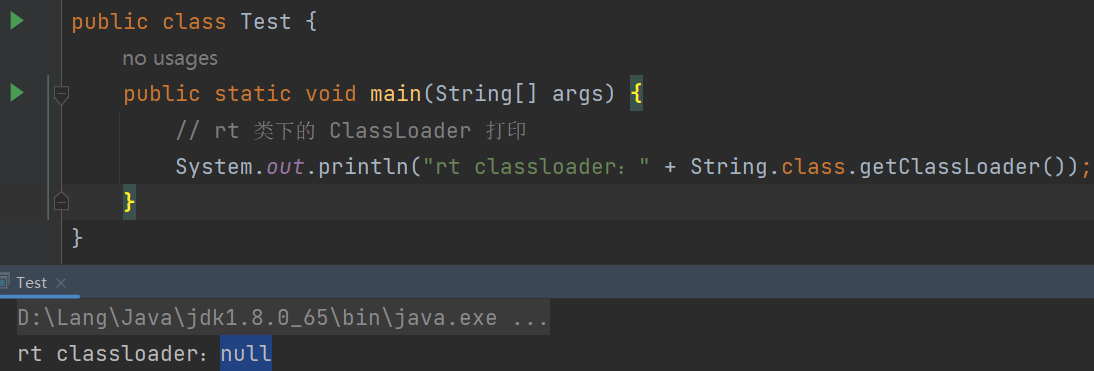 public class Test {
no usages
public static void main(String[] args) {
// rt 类下的 ClassLoader 打印
System.out.println("rt classloader：" + String.class.getClassLoader());
}
}
Test
D:\Lang\Java\jdk1.8.0_65\bin\java.exe ...
rt classloader：null